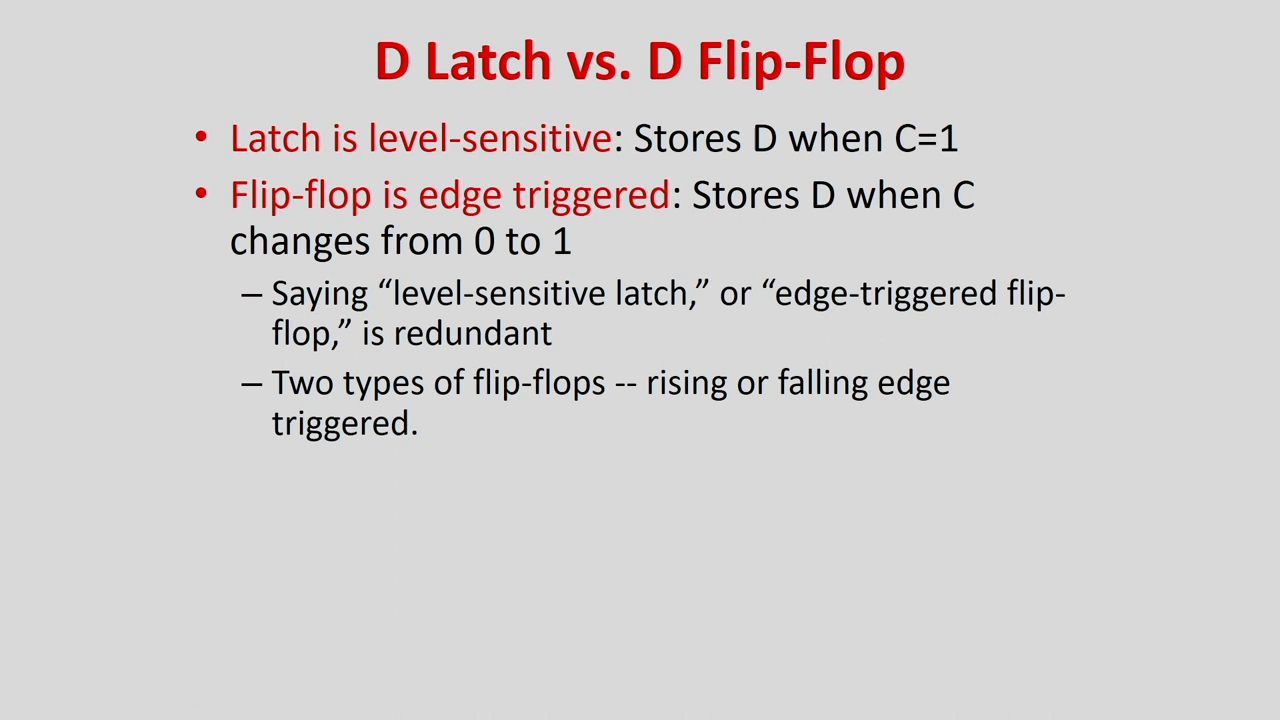 D Latch vs. D Flip-Flop
• Latch is level-sensitive: Stores D when C=1
• Flip-flop is edge triggered: Stores D when C
changes from 0 to 1
– Saying “level-sensitive latch,” or “edge-triggered flip-
flop,” is redundant
– Two types of flip-flops -- rising or falling edge
triggered.